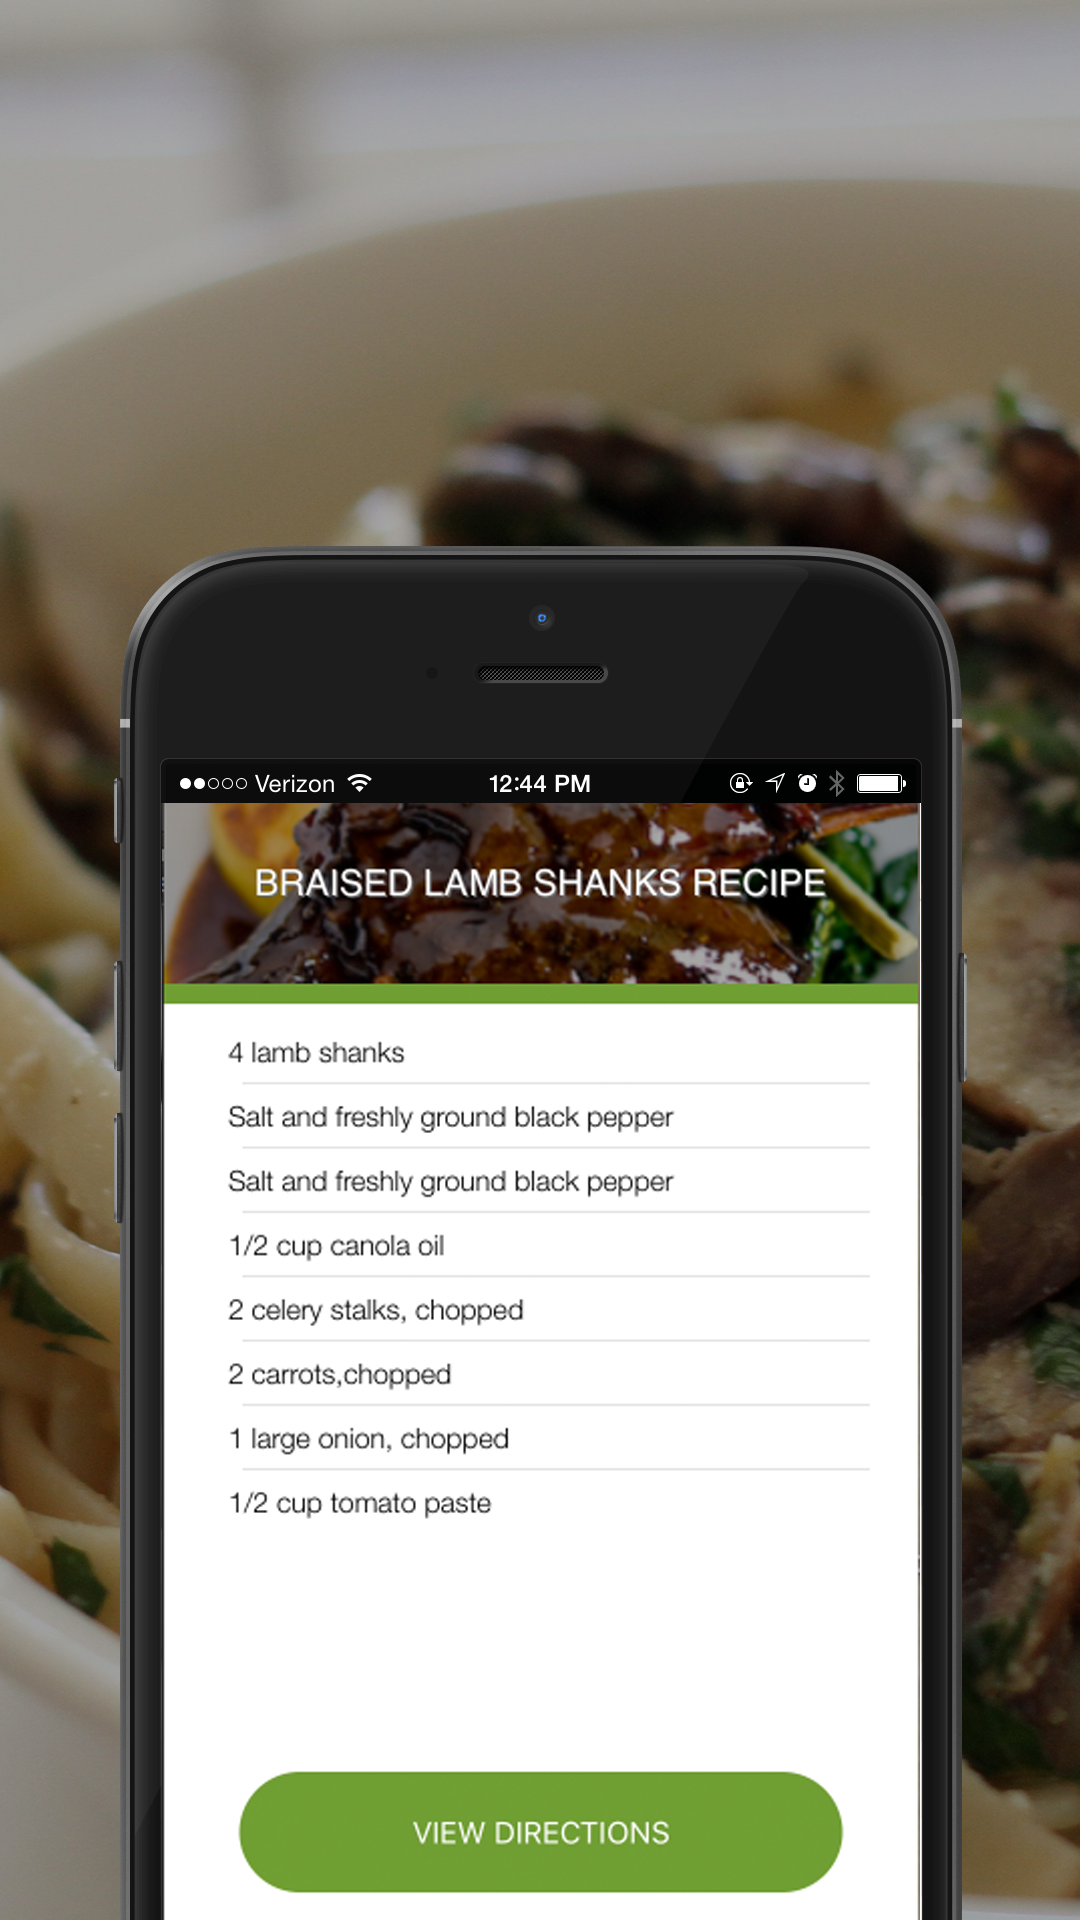 Verizon 12:44 PM
BRAISED LAMB SHANKS RECIPE
4 lamb shanks
Salt and freshly ground black pepper
Salt and freshly ground black pepper
1/2 cup canola oil
2 celery stalks, chopped
2 carrots,chopped
1 large onion, chopped
1/2 cup tomato paste
VIEW DIRECTIONS